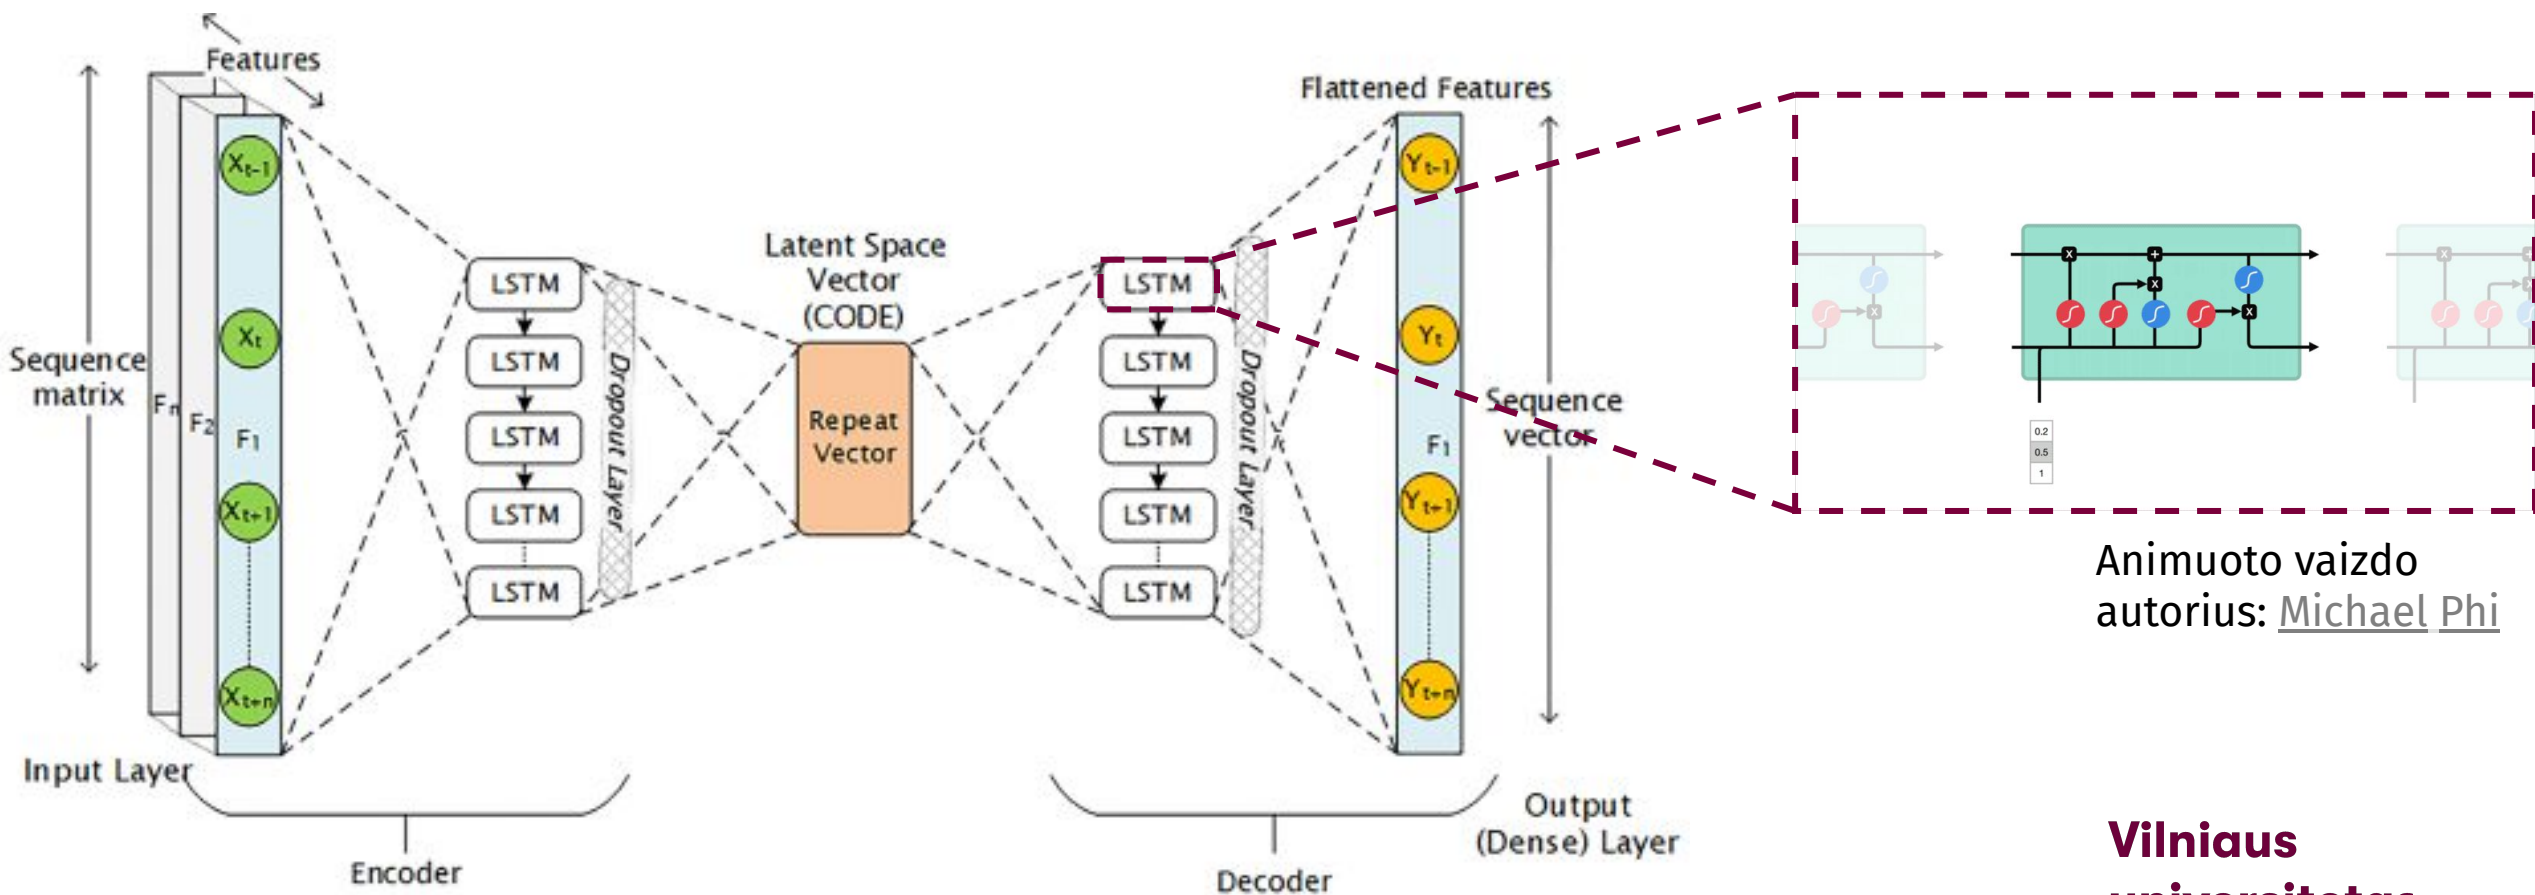 Features
Sequence
matrix
Fn
F2
F1
Xt-1
Xt
Xt+1
Xt+n
Input Layer
LSTM
LSTM
LSTM
LSTM
LSTM
Dropout Layer
Encoder
Latent Space
Vector
(CODE)
Repeat
Vector
LSTM
LSTM
LSTM
LSTM
LSTM
Dropout Layer
Decoder
Flattened Features
Yt-1
Yt
F1
Yt+1
Yt+n
Sequence
vector
Output
(Dense) Layer
x
+
x
x
0.2
0.5
1
Animuoto vaizdo
autorius: Michael Phi
Vilniaus
universitetas